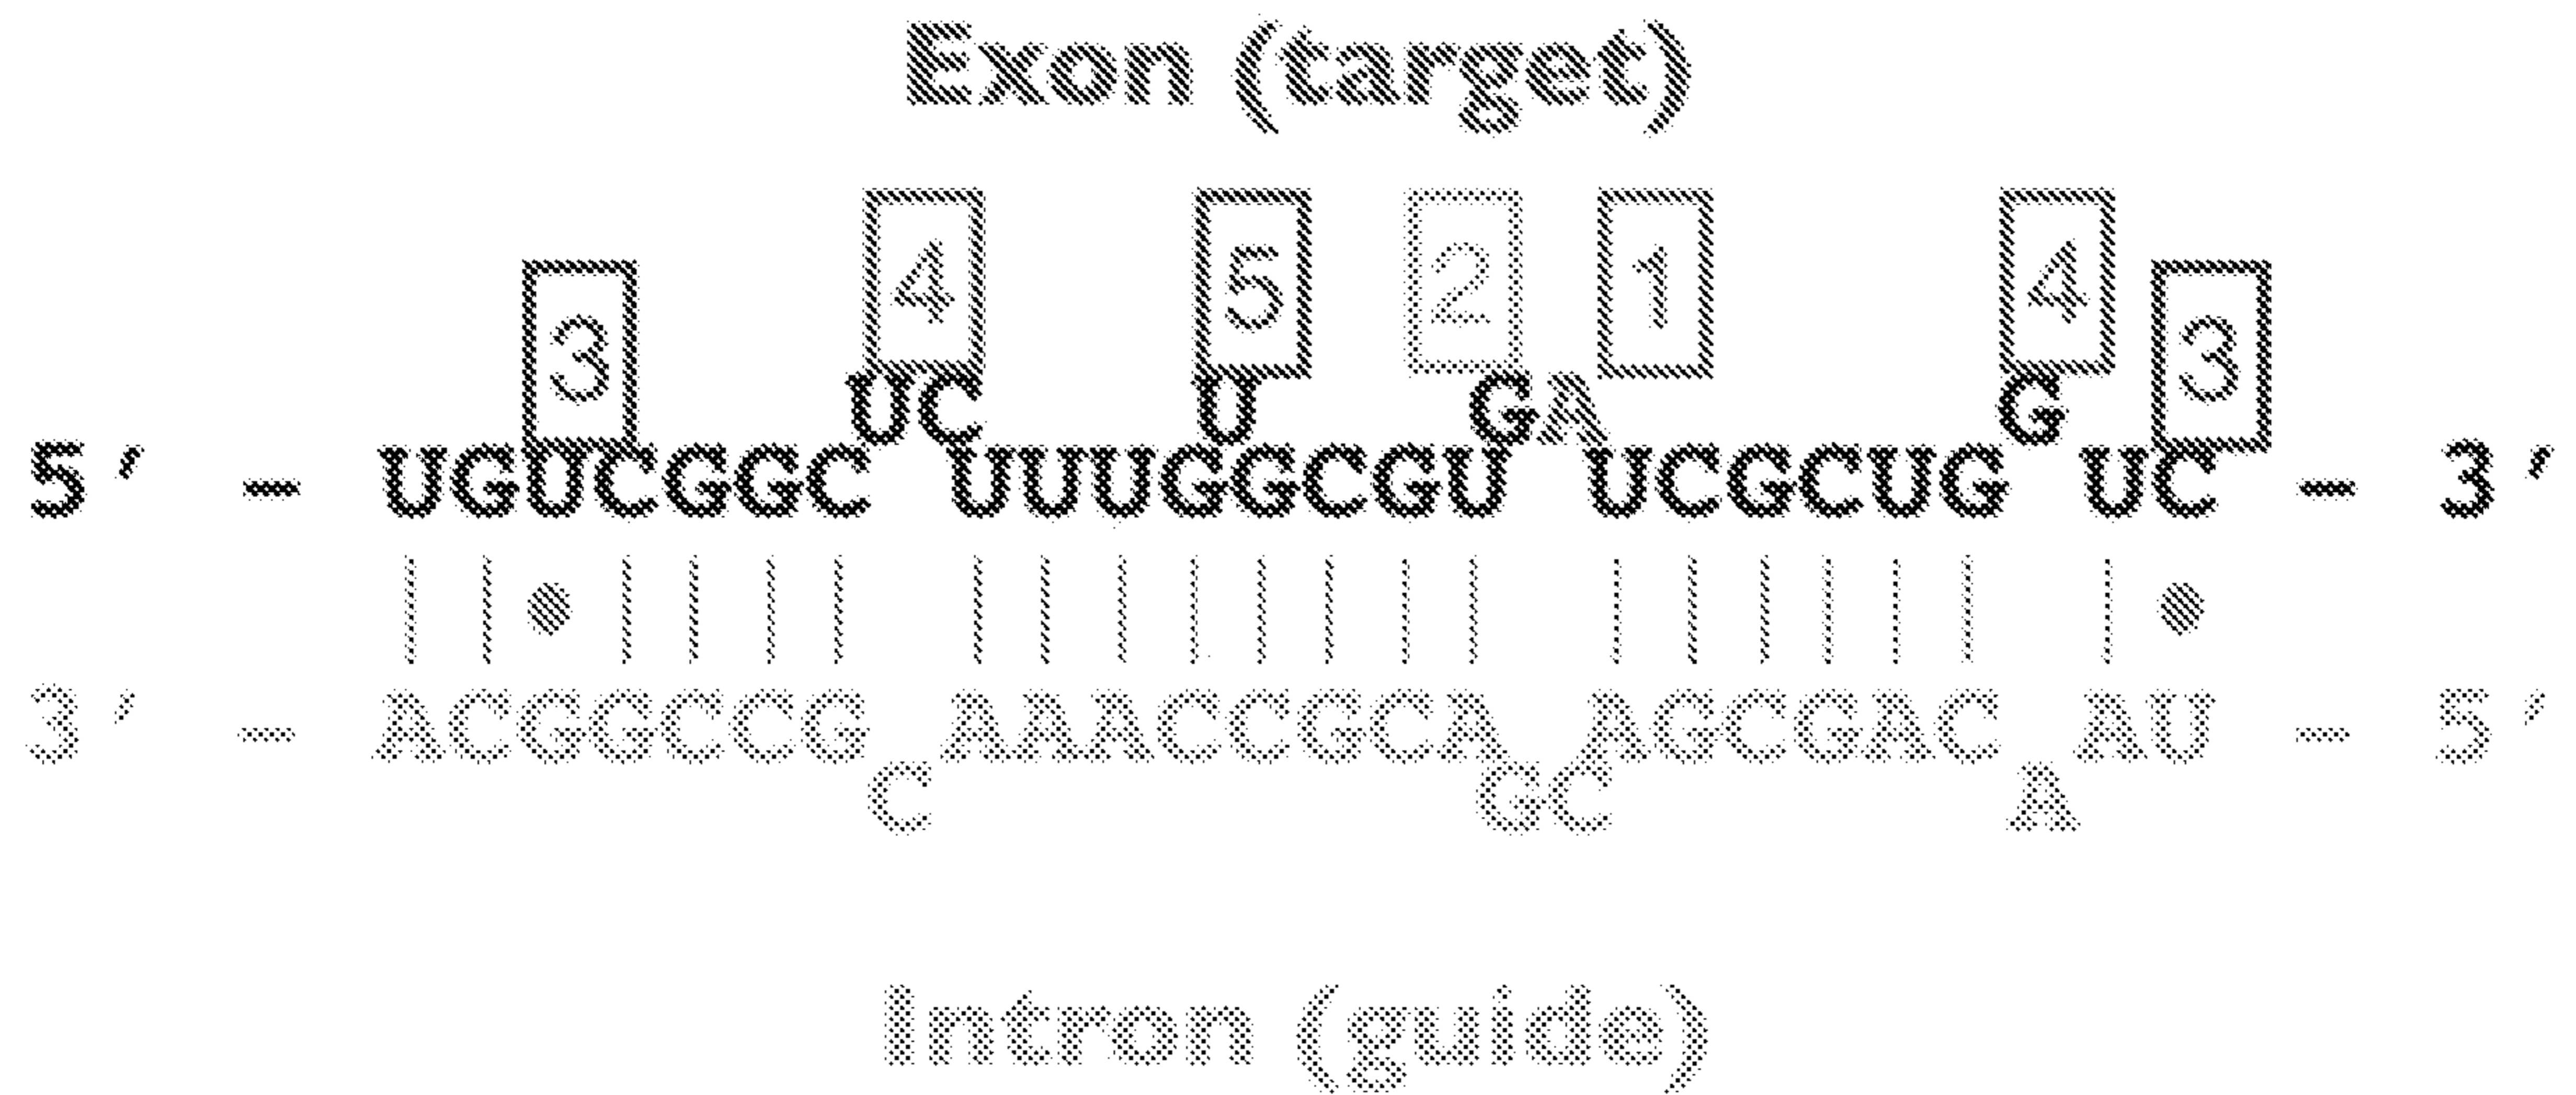 Exon (target)
4 5 2 1 4
3 3
UC U GA G
5′ - UGUCGGC UUUGGCGU UCGCUG UC - 3′
3′ - ACGGCCG AAACCGCA AGCGAC AU - 5′
C GC A
Intron (guide)